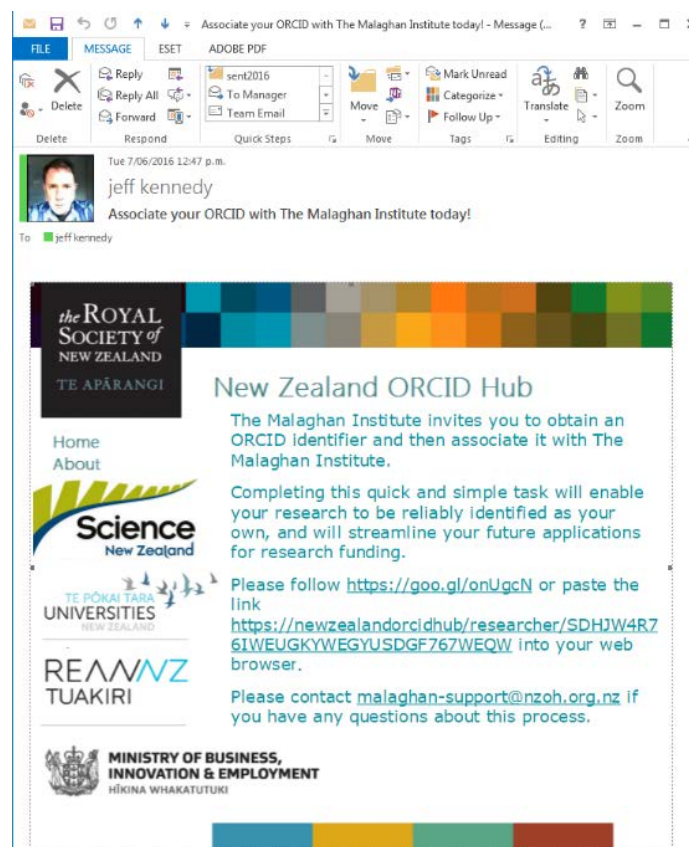 Associate your ORCID with The Malaghan Institute today! - Message (...
FILE MESSAGE ESET ADOBE PDF
Delete
Reply
Reply All
Forward
sent2016
To Manager
Team Email
Move
Mark Unread
Categorize
Follow Up
Translate
Zoom
Delete Respond Quick Steps Move Tags Editing Zoom
Tue 7/06/2016 12:47 p.m.
jeff kennedy
Associate your ORCID with The Malaghan Institute today!
To jeff kennedy
the ROYAL
SOCIETY of
NEW ZEALAND
TE APĀRANGI
New Zealand ORCID Hub
Home
About
Science
New Zealand
TE PŌKAI TARA
UNIVERSITIES
NEW ZEALAND
REANNZ
TUAKIRI
The Malaghan Institute invites you to obtain an
ORCID identifier and then associate it with The
Malaghan Institute.
Completing this quick and simple task will enable
your research to be reliably identified as your
own, and will streamline your future applications
for research funding.
Please follow https://goo.gl/onUgcN or paste the
link
https://newzealandorcidhub/researcher/SDHJW4R7
6IWEUGKYWEGYUSDGF767WEQW into your web
browser.
Please contact malaghan-support@nzoh.org.nz if
you have any questions about this process.
MINISTRY OF BUSINESS,
INNOVATION & EMPLOYMENT
HĪKINA WHAKATUTUKI